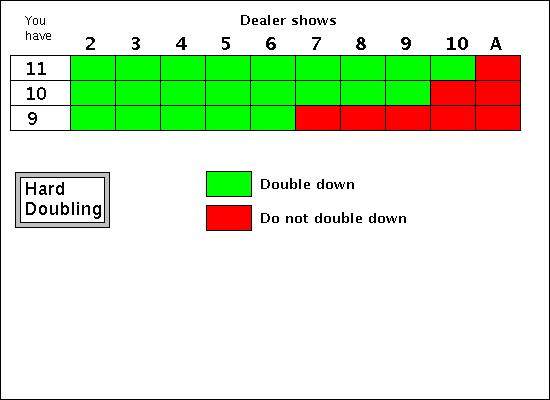 You
have
Dealer shows
2 3 4 5 6 7 8 9 10 A
11
10
9
Hard
Doubling
Double down
Do not double down